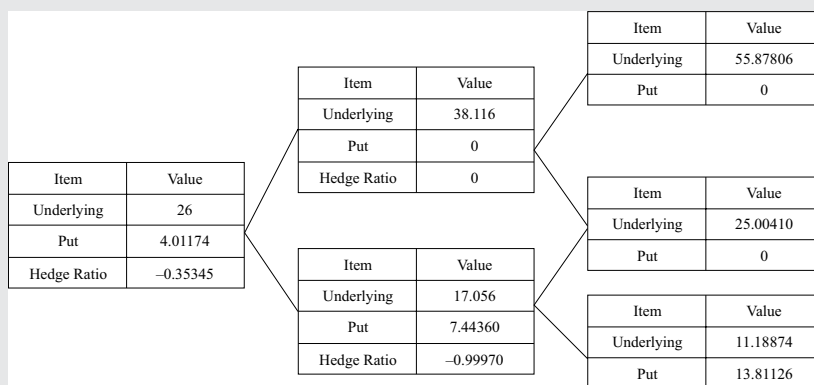 Item Value
Underlying 26
Put 4.01174
Hedge Ratio –0.35345
Item Value
Underlying 38.116
Put 0
Hedge Ratio 0
Item Value
Underlying 17.056
Put 7.44360
Hedge Ratio –0.99970
Item Value
Underlying 55.87806
Put 0
Item Value
Underlying 25.00410
Put 0
Item Value
Underlying 11.18874
Put 13.81126